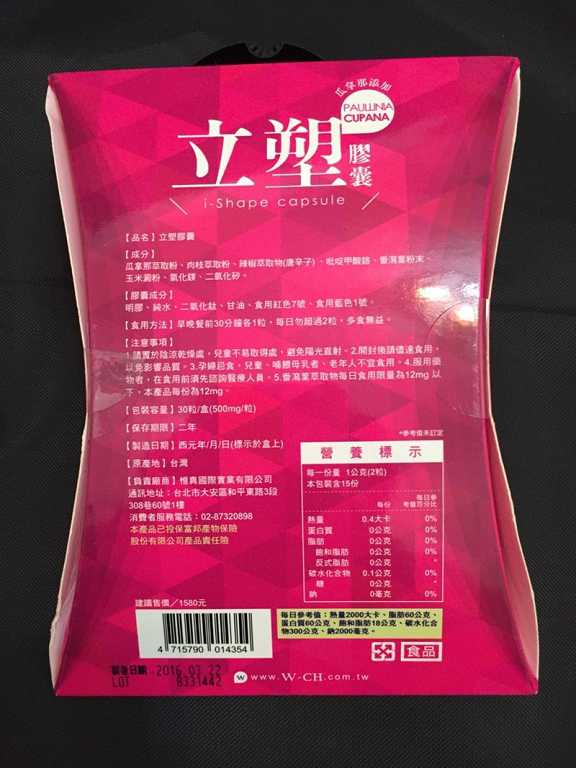 瓜拿那添加
PAULLINIA
CUPANA
立塑膠囊
i-Shape capsule
【品名】立塑膠囊
【成分】
瓜拿那萃取粉、肉桂萃取粉、辣椒萃取物(唐辛子)、吡啶甲酸鉻、番瀉葉粉末、
玉米澱粉、氧化鎂、二氧化矽。
【膠囊成分】
明膠、純水、二氧化鈦、甘油、食用紅色7號、食用藍色1號。
【食用方法】早晚餐前30分鐘各1粒，每日勿超過2粒，多食無益。
【注意事項】
1.請置於陰涼乾燥處，兒童不易取得處，避免陽光直射。2.開封後請儘速食用，
以免影響品質。3.孕婦忌食，兒童、哺餵母乳者、老年人不宜食用。4.服用藥
物者，在食用前須先諮詢醫療人員。5.番瀉葉萃取物每日食用限量為12mg 以
下，本產品每份為12mg。
【包裝容量】30粒/盒(500mg/粒)
【保存期限】二年
【製造日期】西元年/月/日(標示於盒上)
【原產地】台灣
【負責廠商】惟真國際實業有限公司
通訊地址：台北市大安區和平東路3段
308巷60號1樓
消費者服務電話：02-87320898
本產品已投保富邦產物保險
股份有限公司產品責任險
*參考值未訂定
營養標示
每一份量 1公克(2粒)
本包裝含15份
每份 每日參考值百分比
熱量 0.4大卡 0%
蛋白質 0公克 0%
脂肪 0公克 0%
飽和脂肪 0公克 0%
反式脂肪 0公克 *
碳水化合物 0.1公克 0%
糖 0公克 *
鈉 0毫克 0%
每日參考值：熱量2000大卡、脂肪60公克、
蛋白質60公克、飽和脂肪18公克、碳水化合
物300公克、鈉2000毫克。
建議售價／1580元
4 715790 014354
食品
2016.03.22
LOT 8331442
w www.W-CH.com.tw